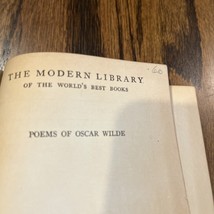 THE MODERN LIBRARY
OF THE WORLD'S BEST BOOKS
POEMS OF OSCAR WILDE